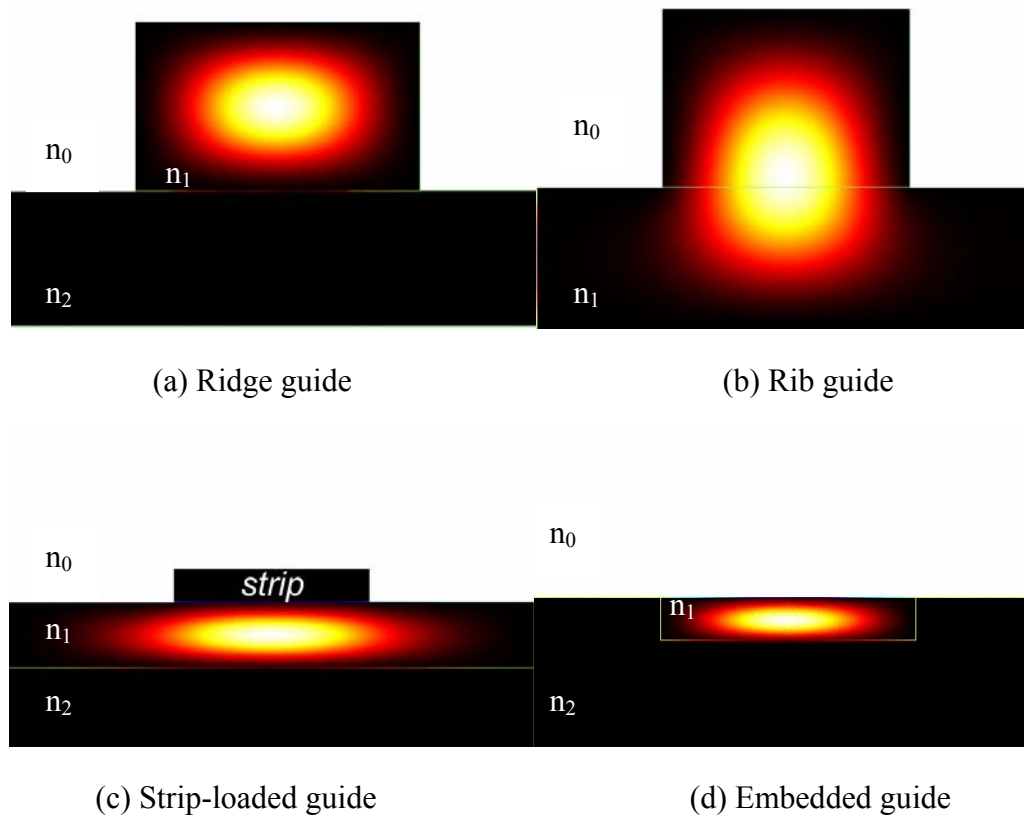 n₀
n₁
n₂
(a) Ridge guide
n₀
n₁
(b) Rib guide
n₀
strip
n₁
n₂
(c) Strip-loaded guide
n₀
n₁
n₂
(d) Embedded guide